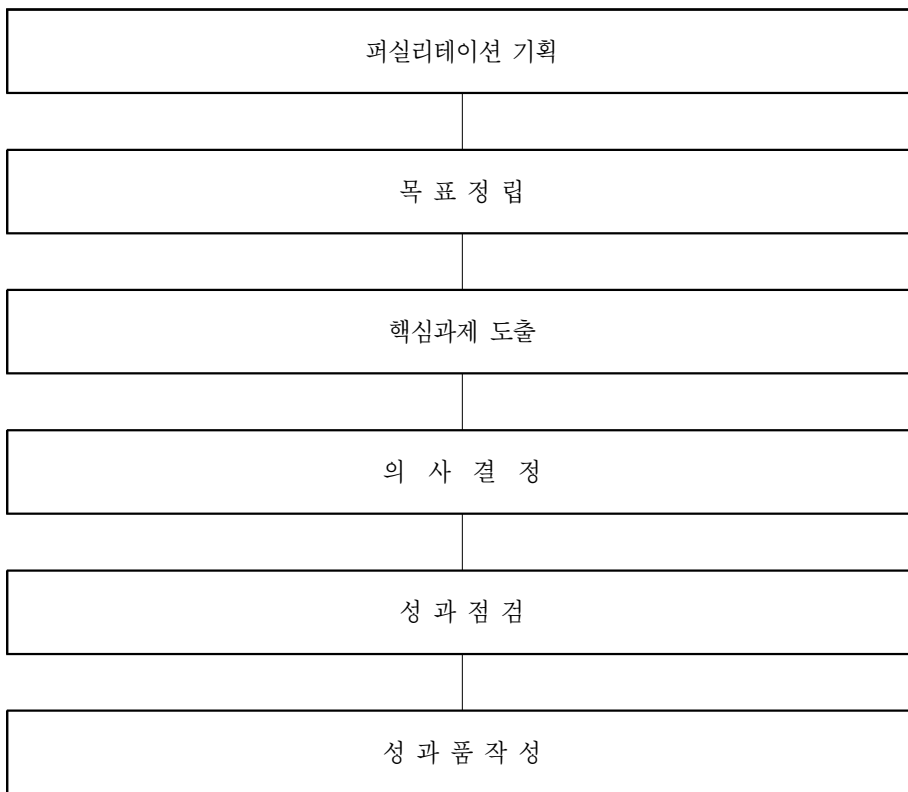 퍼실리테이션 기획
목 표 정 립
핵심과제 도출
의 사 결 정
성 과 점 검
성 과 품 작 성